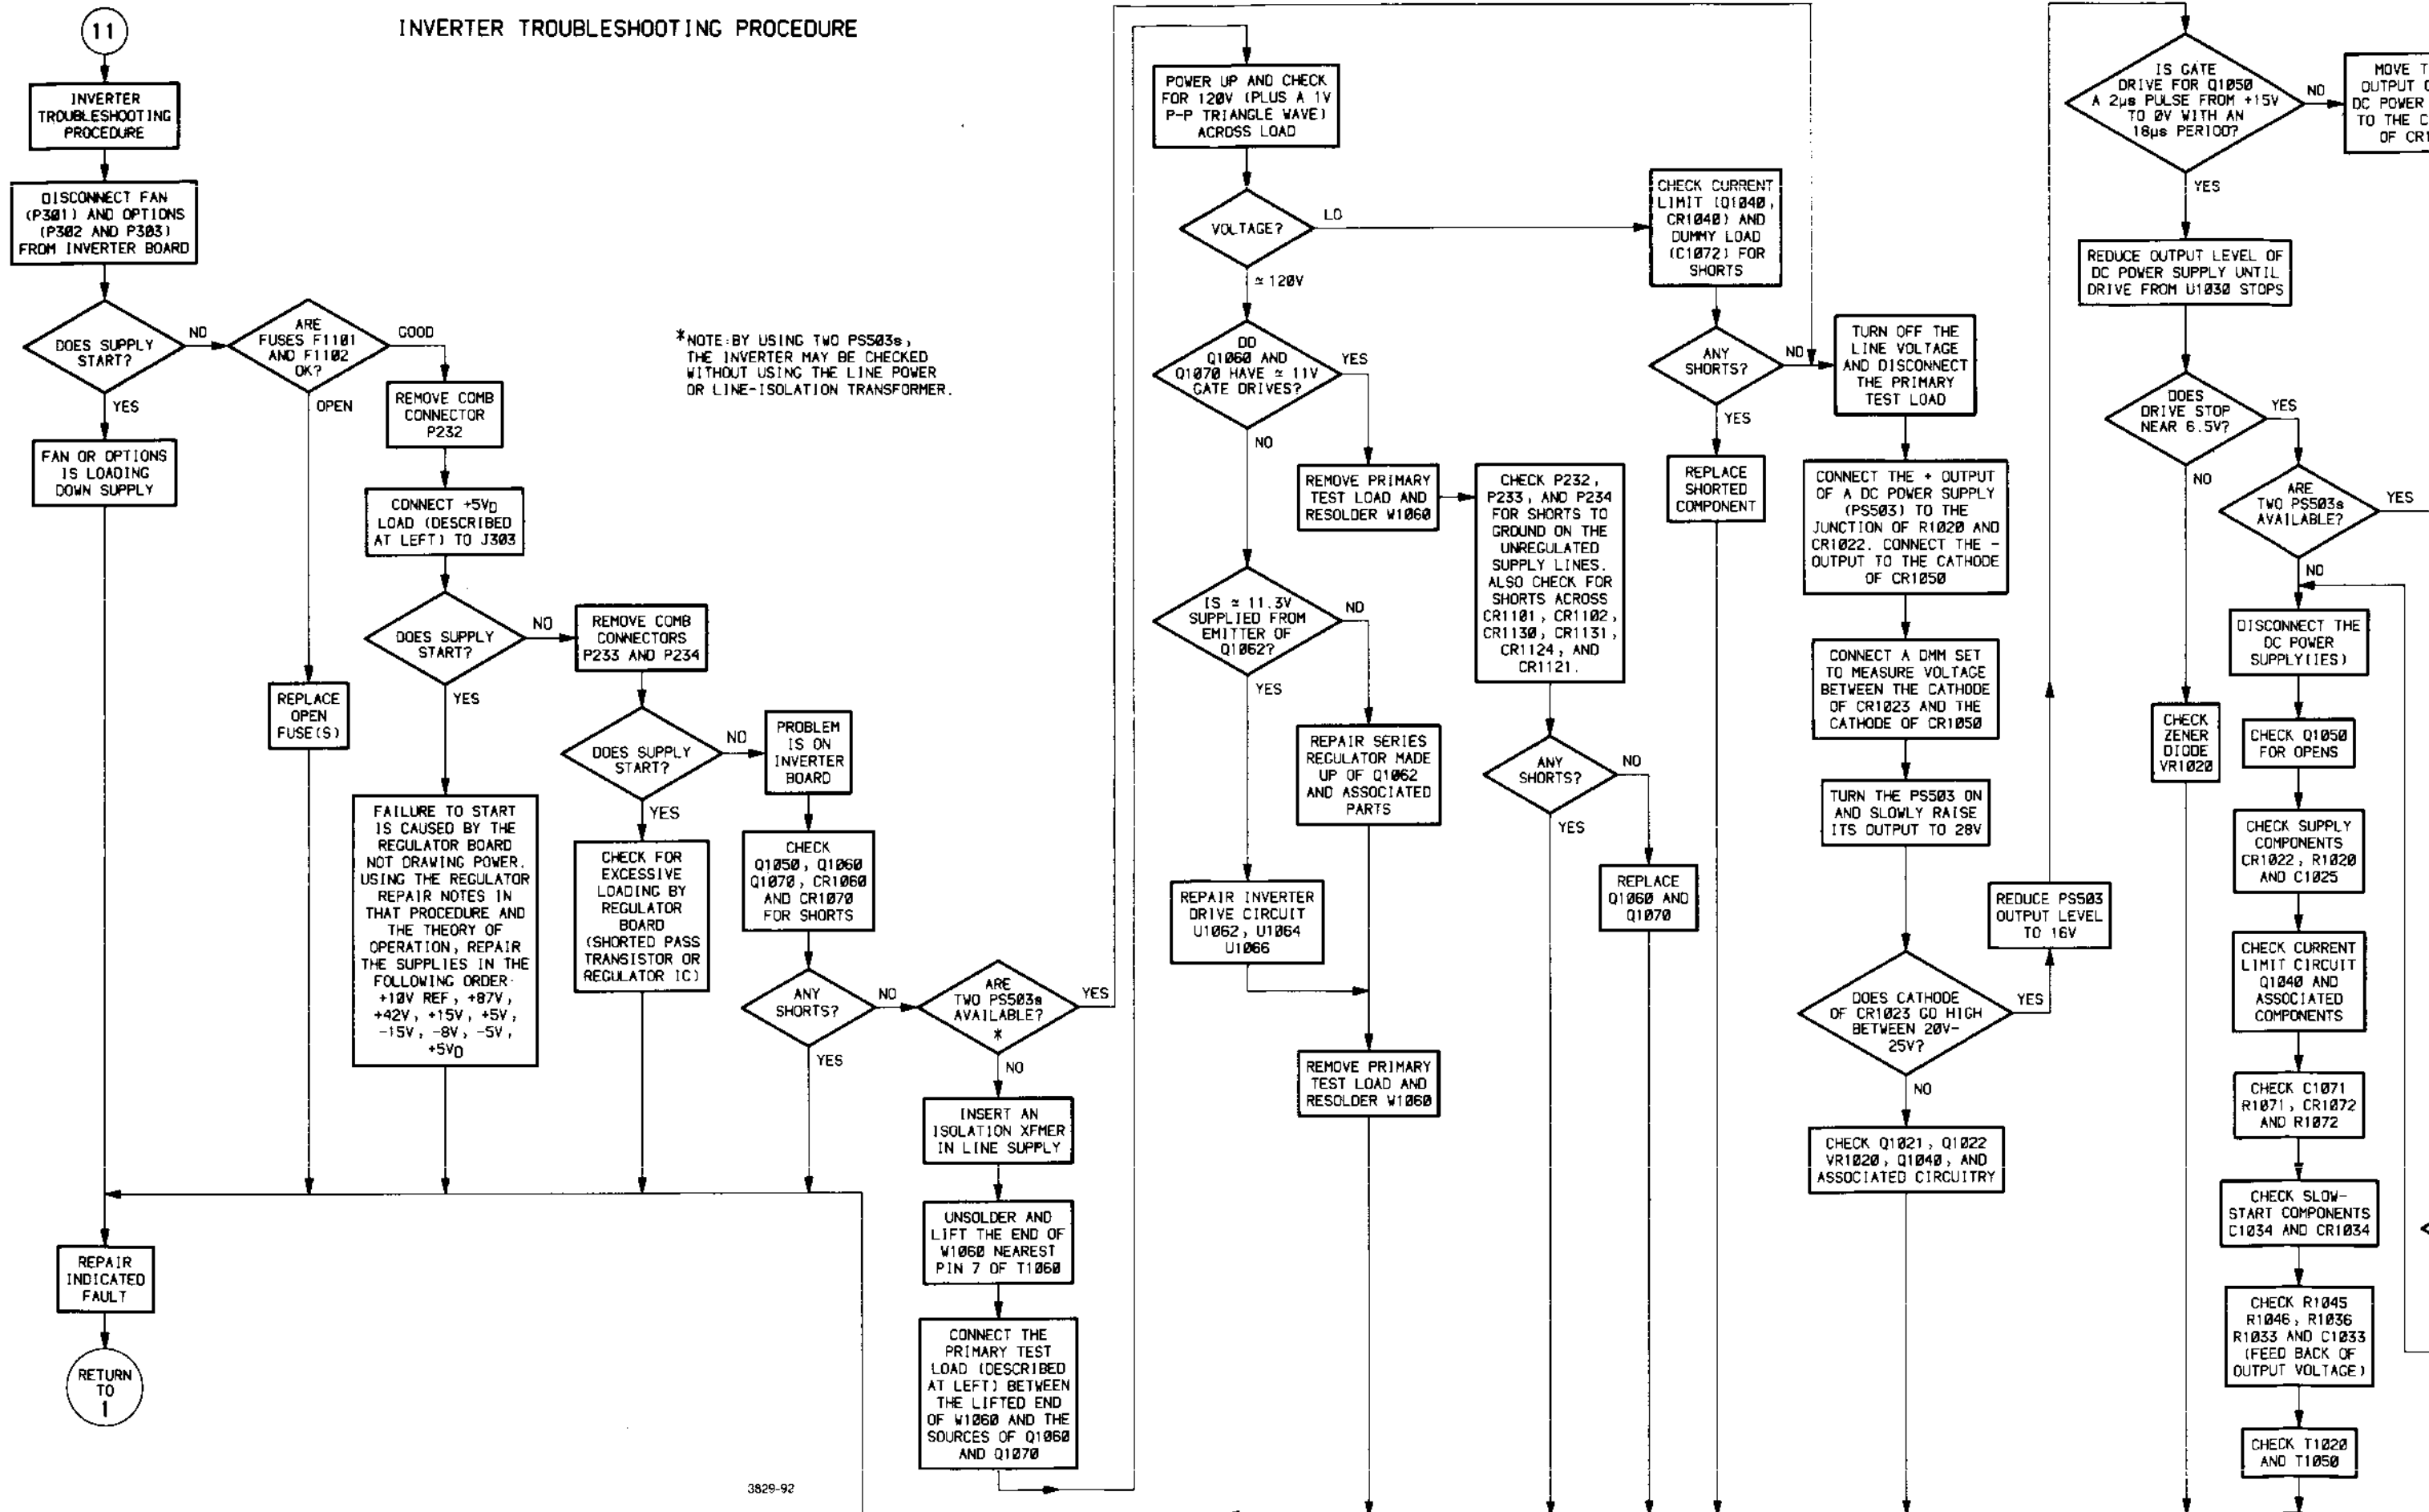 11
INVERTER TROUBLESHOOTING PROCEDURE
INVERTER
TROUBLESHOOTING
PROCEDURE
DISCONNECT FAN
(P301) AND OPTIONS
(P302 AND P303)
FROM INVERTER BOARD
DOES SUPPLY
START?
NO
YES
FAN OR OPTIONS
IS LOADING
DOWN SUPPLY
ARE
FUSES F1101
AND F1102
OK?
GOOD
OPEN
REPLACE
OPEN
FUSE(S)
REMOVE COMB
CONNECTOR
P232
CONNECT +5VD
LOAD (DESCRIBED
AT LEFT) TO J303
DOES SUPPLY
START?
NO
YES
FAILURE TO START
IS CAUSED BY THE
REGULATOR BOARD
NOT DRAWING POWER.
USING THE REGULATOR
REPAIR NOTES IN
THAT PROCEDURE AND
THE THEORY OF
OPERATION, REPAIR
THE SUPPLIES IN THE
FOLLOWING ORDER:
+10V REF, +87V,
+42V, +15V, +5V,
-15V, -8V, -5V,
+5VD
REMOVE COMB
CONNECTORS
P233 AND P234
DOES SUPPLY
START?
NO
YES
CHECK FOR
EXCESSIVE
LOADING BY
REGULATOR
BOARD
(SHORTED PASS
TRANSISTOR OR
REGULATOR IC)
PROBLEM
IS ON
INVERTER
BOARD
CHECK
Q1050, Q1060
Q1070, CR1060
AND CR1070
FOR SHORTS
ANY
SHORTS?
NO
YES
ARE
TWO PS503s
AVAILABLE?
*
YES
NO
INSERT AN
ISOLATION XFMER
IN LINE SUPPLY
UNSOLDER AND
LIFT THE END OF
W1060 NEAREST
PIN 7 OF T1060
CONNECT THE
PRIMARY TEST
LOAD (DESCRIBED
AT LEFT) BETWEEN
THE LIFTED END
OF W1060 AND THE
SOURCES OF Q1060
AND Q1070
REPAIR
INDICATED
FAULT
RETURN
TO
1
3829-92
*NOTE:BY USING TWO PS503s,
THE INVERTER MAY BE CHECKED
WITHOUT USING THE LINE POWER
OR LINE-ISOLATION TRANSFORMER.
POWER UP AND CHECK
FOR 120V (PLUS A 1V
P-P TRIANGLE WAVE)
ACROSS LOAD
VOLTAGE?
LO
≃ 120V
DO
Q1060 AND
Q1070 HAVE ≃ 11V
GATE DRIVES?
YES
NO
REMOVE PRIMARY
TEST LOAD AND
RESOLDER W1060
IS ≃ 11.3V
SUPPLIED FROM
EMITTER OF
Q1062?
NO
YES
REPAIR SERIES
REGULATOR MADE
UP OF Q1062
AND ASSOCIATED
PARTS
REPAIR INVERTER
DRIVE CIRCUIT
U1062, U1064
U1066
REMOVE PRIMARY
TEST LOAD AND
RESOLDER W1060
CHECK P232,
P233, AND P234
FOR SHORTS TO
GROUND ON THE
UNREGULATED
SUPPLY LINES.
ALSO CHECK FOR
SHORTS ACROSS
CR1101, CR1102,
CR1130, CR1131,
CR1124, AND
CR1121.
ANY
SHORTS?
NO
YES
REPLACE
Q1060 AND
Q1070
CHECK CURRENT
LIMIT (Q1040,
CR1040) AND
DUMMY LOAD
(C1072) FOR
SHORTS
ANY
SHORTS?
NO
YES
REPLACE
SHORTED
COMPONENT
TURN OFF THE
LINE VOLTAGE
AND DISCONNECT
THE PRIMARY
TEST LOAD
CONNECT THE + OUTPUT
OF A DC POWER SUPPLY
(PS503) TO THE
JUNCTION OF R1020 AND
CR1022. CONNECT THE -
OUTPUT TO THE CATHODE
OF CR1050
CONNECT A DMM SET
TO MEASURE VOLTAGE
BETWEEN THE CATHODE
OF CR1023 AND THE
CATHODE OF CR1050
TURN THE PS503 ON
AND SLOWLY RAISE
ITS OUTPUT TO 28V
DOES CATHODE
OF CR1023 GO HIGH
BETWEEN 20V-
25V?
YES
NO
CHECK Q1021, Q1022
VR1020, Q1040, AND
ASSOCIATED CIRCUITRY
REDUCE PS503
OUTPUT LEVEL
TO 16V
IS GATE
DRIVE FOR Q1050
A 2µs PULSE FROM +15V
TO 0V WITH AN
18µs PERIOD?
NO
YES
MOVE T
OUTPUT
DC POWER
TO THE C
OF CR1
REDUCE OUTPUT LEVEL OF
DC POWER SUPPLY UNTIL
DRIVE FROM U1030 STOPS
DOES
DRIVE STOP
NEAR 6.5V?
YES
NO
CHECK
ZENER
DIODE
VR1020
ARE
TWO PS503s
AVAILABLE?
YES
NO
DISCONNECT THE
DC POWER
SUPPLY(IES)
CHECK Q1050
FOR OPENS
CHECK SUPPLY
COMPONENTS
CR1022, R1020
AND C1025
CHECK CURRENT
LIMIT CIRCUIT
Q1040 AND
ASSOCIATED
COMPONENTS
CHECK C1071
R1071, CR1072
AND R1072
CHECK SLOW-
START COMPONENTS
C1034 AND CR1034
CHECK R1045
R1046, R1036
R1033 AND C1033
(FEED BACK OF
OUTPUT VOLTAGE)
CHECK T1020
AND T1050